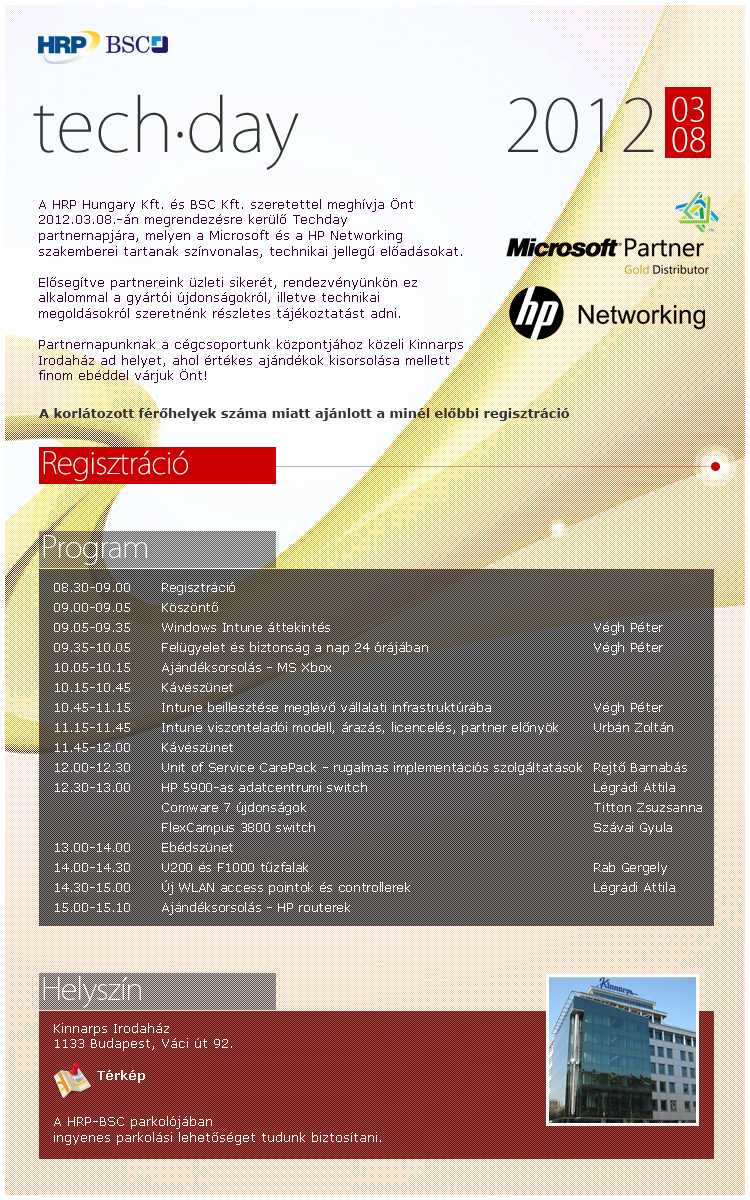 HRP BSC
tech·day 2012 03 08
A HRP Hungary Kft. és BSC Kft. szeretettel meghívja Önt
2012.03.08.-án megrendezésre kerülő Techday
partnernapjára, melyen a Microsoft és a HP Networking
szakemberei tartanak színvonalas, technikai jellegű előadásokat.
Elősegítve partnereink üzleti sikerét, rendezvényünkön ez
alkalommal a gyártói újdonságokról, illetve technikai
megoldásokról szeretnénk részletes tájékoztatást adni.
Partnernapunknak a cégcsoportunk központjához közeli Kinnarps
Irodaház ad helyet, ahol értékes ajándékok kisorsolása mellett
finom ebéddel várjuk Önt!
Microsoft Partner
Gold Distributor
hp Networking
A korlátozott férőhelyek száma miatt ajánlott a minél előbbi regisztráció
Regisztráció
Program
08.30-09.00 Regisztráció
09.00-09.05 Köszöntő
09.05-09.35 Windows Intune áttekintés Végh Péter
09.35-10.05 Felügyelet és biztonság a nap 24 órájában Végh Péter
10.05-10.15 Ajándéksorsolás - MS Xbox
10.15-10.45 Kávészünet
10.45-11.15 Intune beillesztése meglévő vállalati infrastruktúrába Végh Péter
11.15-11.45 Intune viszonteladói modell, árazás, licencelés, partner előnyök Urbán Zoltán
11.45-12.00 Kávészünet
12.00-12.30 Unit of Service CarePack - rugalmas implementációs szolgáltatások Rejtő Barnabás
12.30-13.00 HP 5900-as adatcentrumi switch Légrádi Attila
Comware 7 újdonságok Titton Zsuzsanna
FlexCampus 3800 switch Szávai Gyula
13.00-14.00 Ebédszünet
14.00-14.30 U200 és F1000 tűzfalak Rab Gergely
14.30-15.00 Új WLAN access pointok és controllerek Légrádi Attila
15.00-15.10 Ajándéksorsolás - HP routerek
Helyszín
Kinnarps
Kinnarps Irodaház
1133 Budapest, Váci út 92.
Térkép
A HRP-BSC parkolójában
ingyenes parkolási lehetőséget tudunk biztosítani.